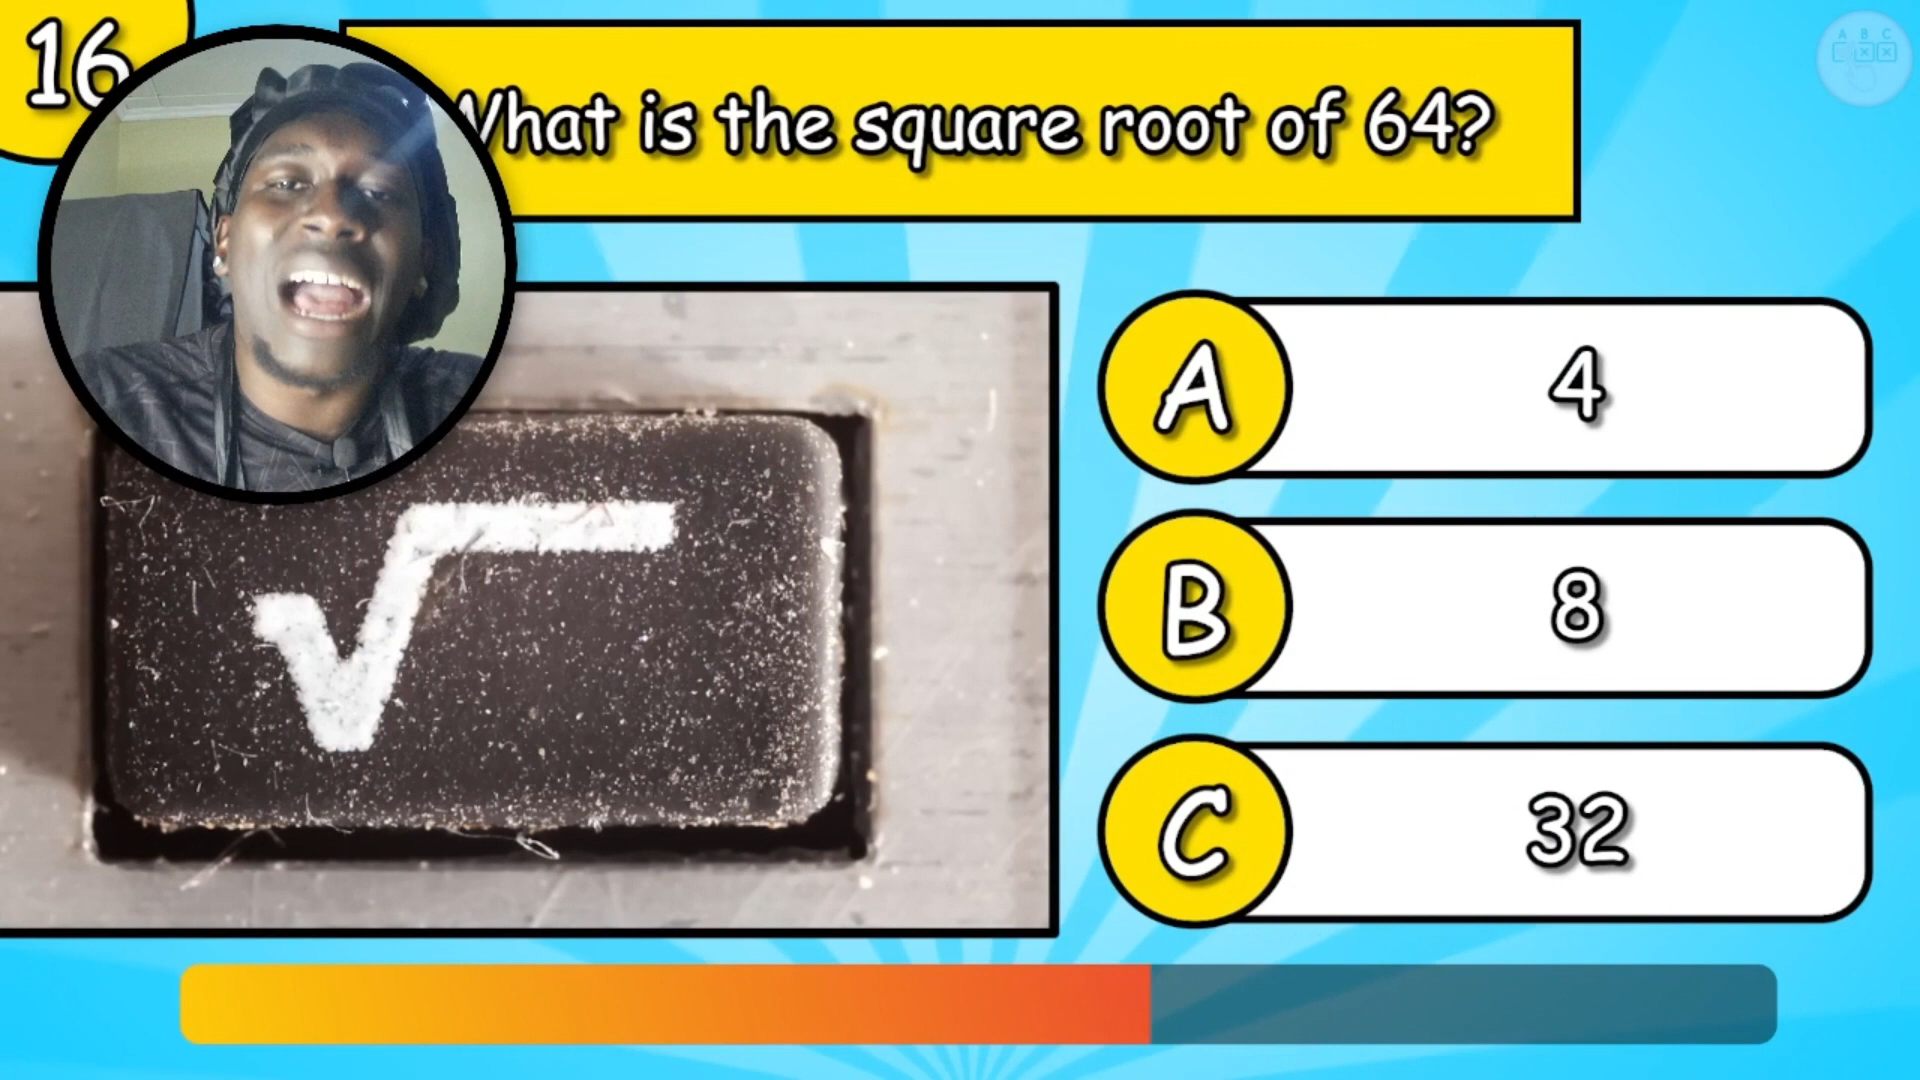 16
What is the square root of 64?
A B C
A 4
B 8
C 32
√